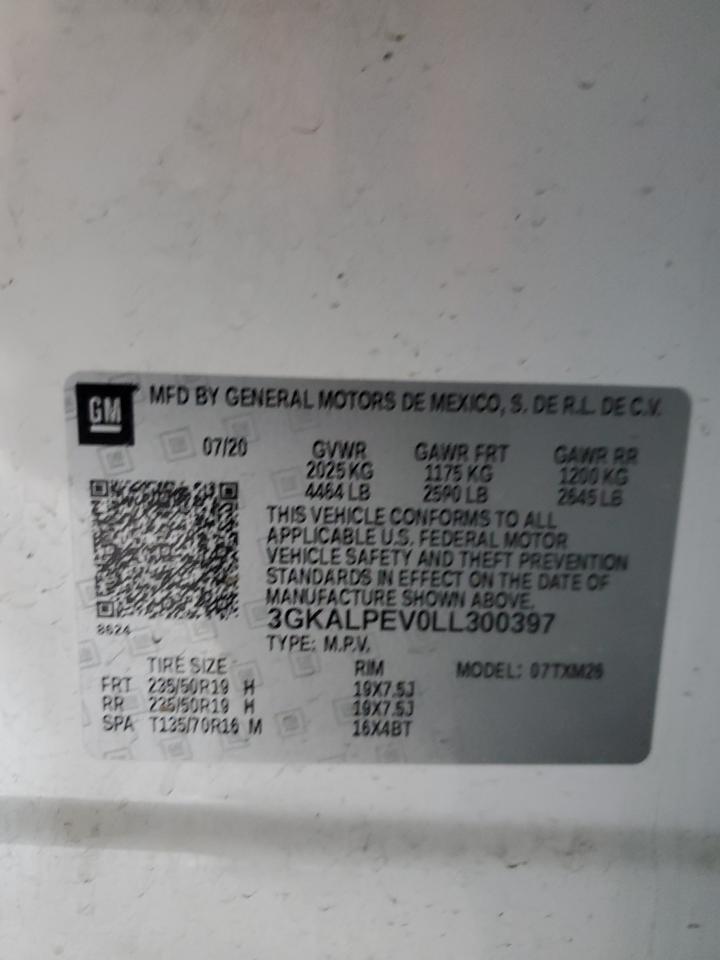 GM
MFD BY GENERAL MOTORS DE MEXICO, S. DE R.L. DE C.V.
07/20 GVWR GAWR FRT GAWR RR
2025 KG 1175 KG 1200 KG
4464 LB 2590 LB 2645 LB
THIS VEHICLE CONFORMS TO ALL
APPLICABLE U.S. FEDERAL MOTOR
VEHICLE SAFETY AND THEFT PREVENTION
STANDARDS IN EFFECT ON THE DATE OF
MANUFACTURE SHOWN ABOVE.
8624
3GKALPEV0LL300397
TYPE: M.P.V.
TIRE SIZE RIM MODEL: 07TXM26
FRT 235/50R19 H 19X7.5J
RR 235/50R19 H 19X7.5J
SPA T135/70R16 M 16X4BT